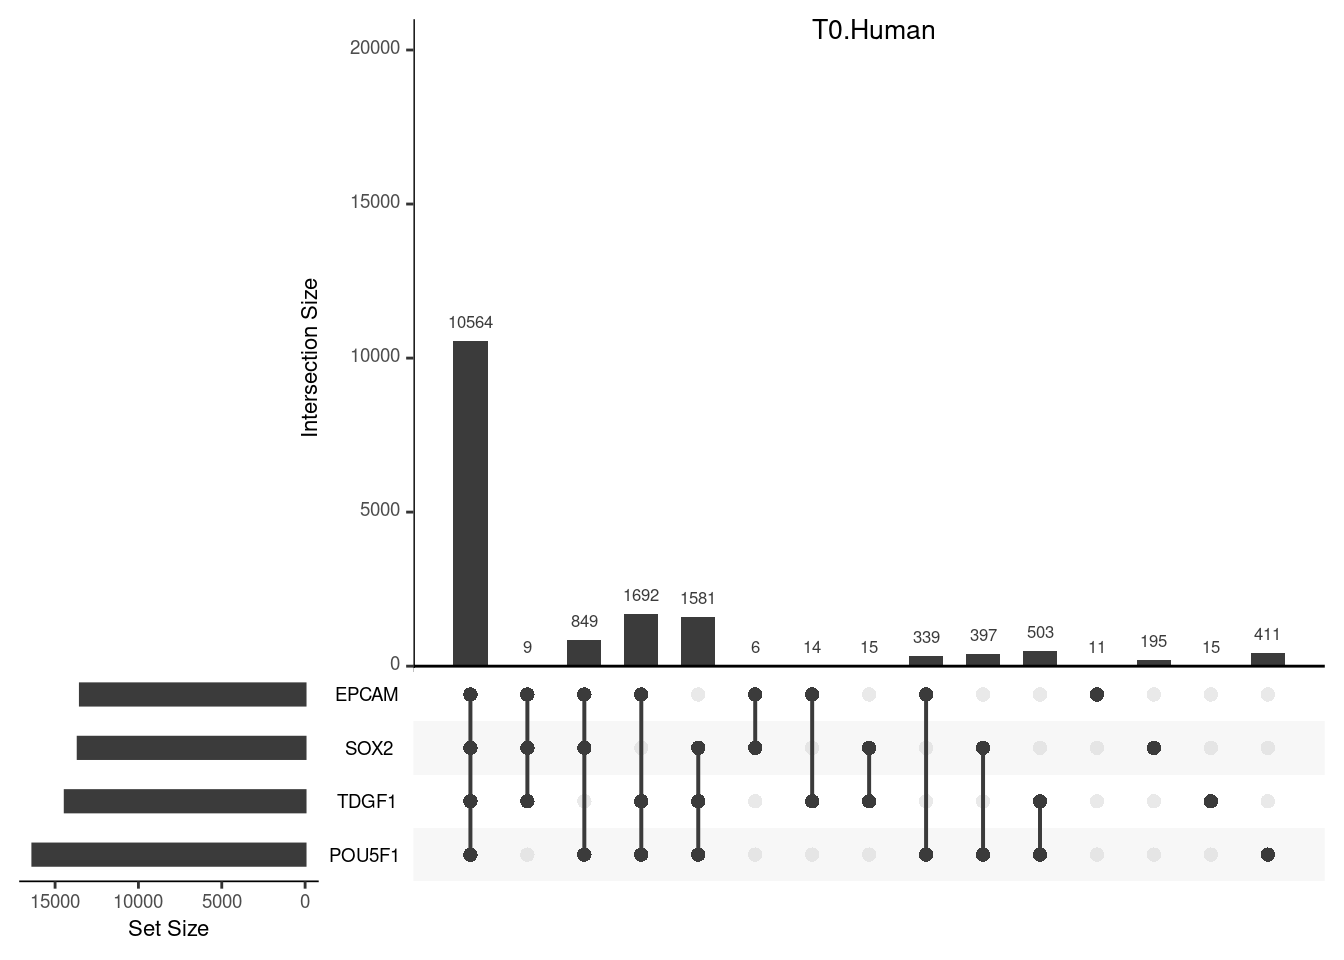 T0.Human
20000
15000
10000
5000
0
Intersection Size
10564
9
849
1692
1581
6
14
15
339
397
503
11
195
15
411
EPCAM
SOX2
TDGF1
POU5F1
15000 10000 5000 0
Set Size